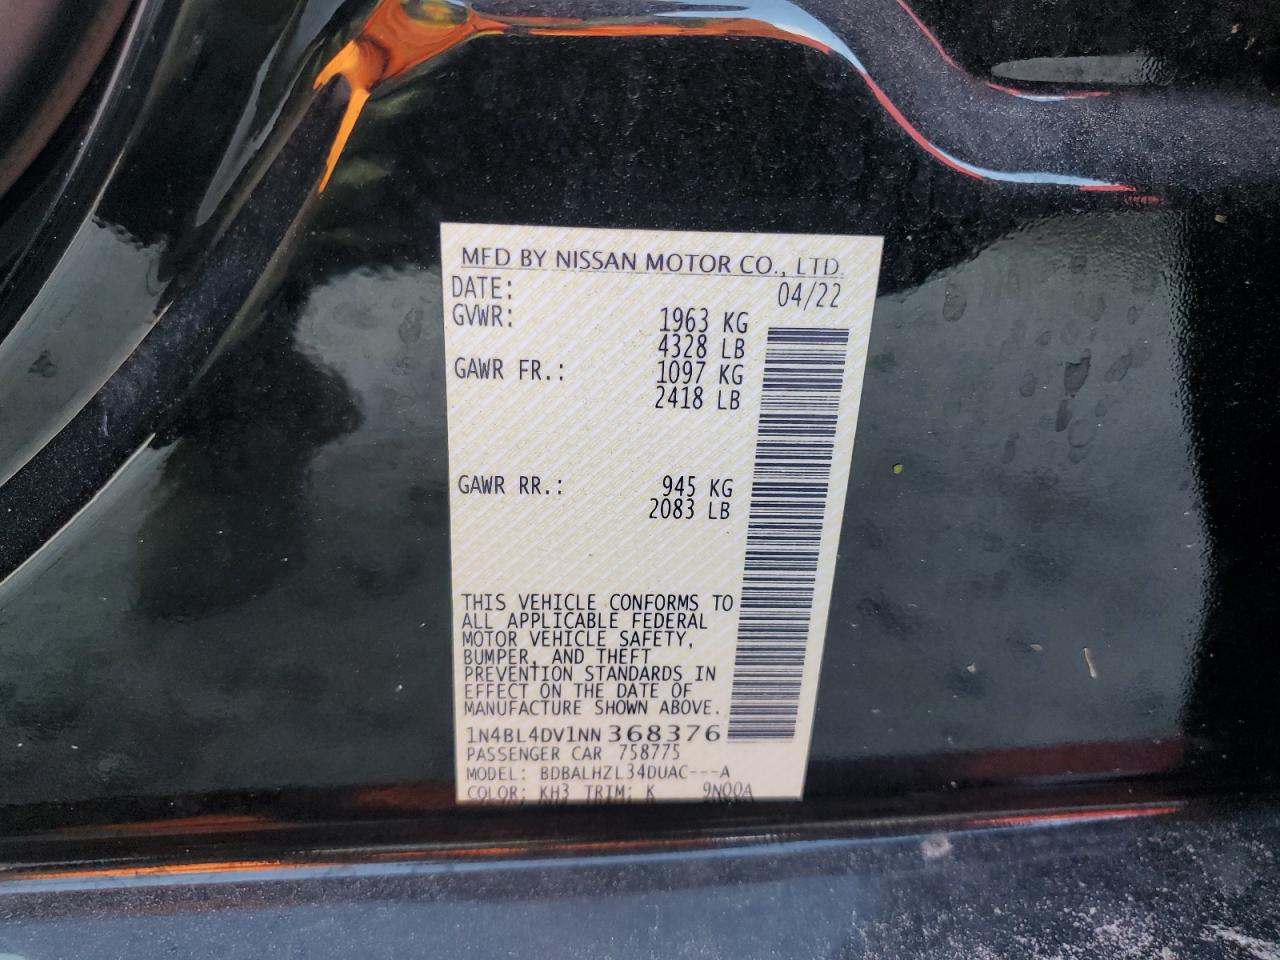 MFD BY NISSAN MOTOR CO., LTD.
DATE: 04/22
GVWR: 1963 KG
4328 LB
GAWR FR.: 1097 KG
2418 LB
GAWR RR.: 945 KG
2083 LB
THIS VEHICLE CONFORMS TO
ALL APPLICABLE FEDERAL
MOTOR VEHICLE SAFETY,
BUMPER, AND THEFT
PREVENTION STANDARDS IN
EFFECT ON THE DATE OF
MANUFACTURE SHOWN ABOVE.
1N4BL4DV1NN368376
PASSENGER CAR 758775
MODEL: BDBALHZL34DUAC---A
COLOR: KH3 TRIM: K 9N00A